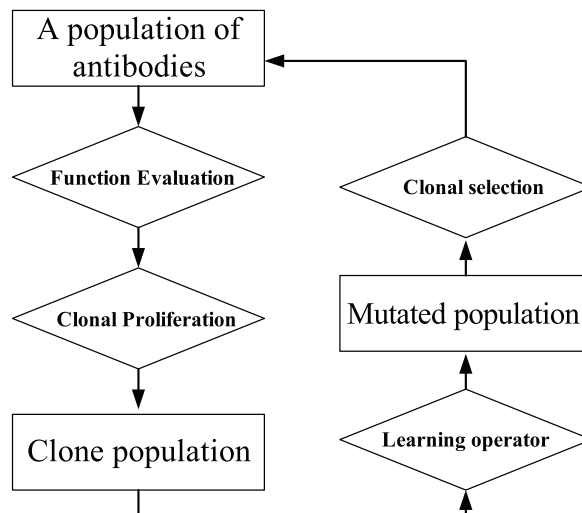 A population of
antibodies
Function Evaluation
Clonal Proliferation
Clone population
Clonal selection
Mutated population
Learning operator